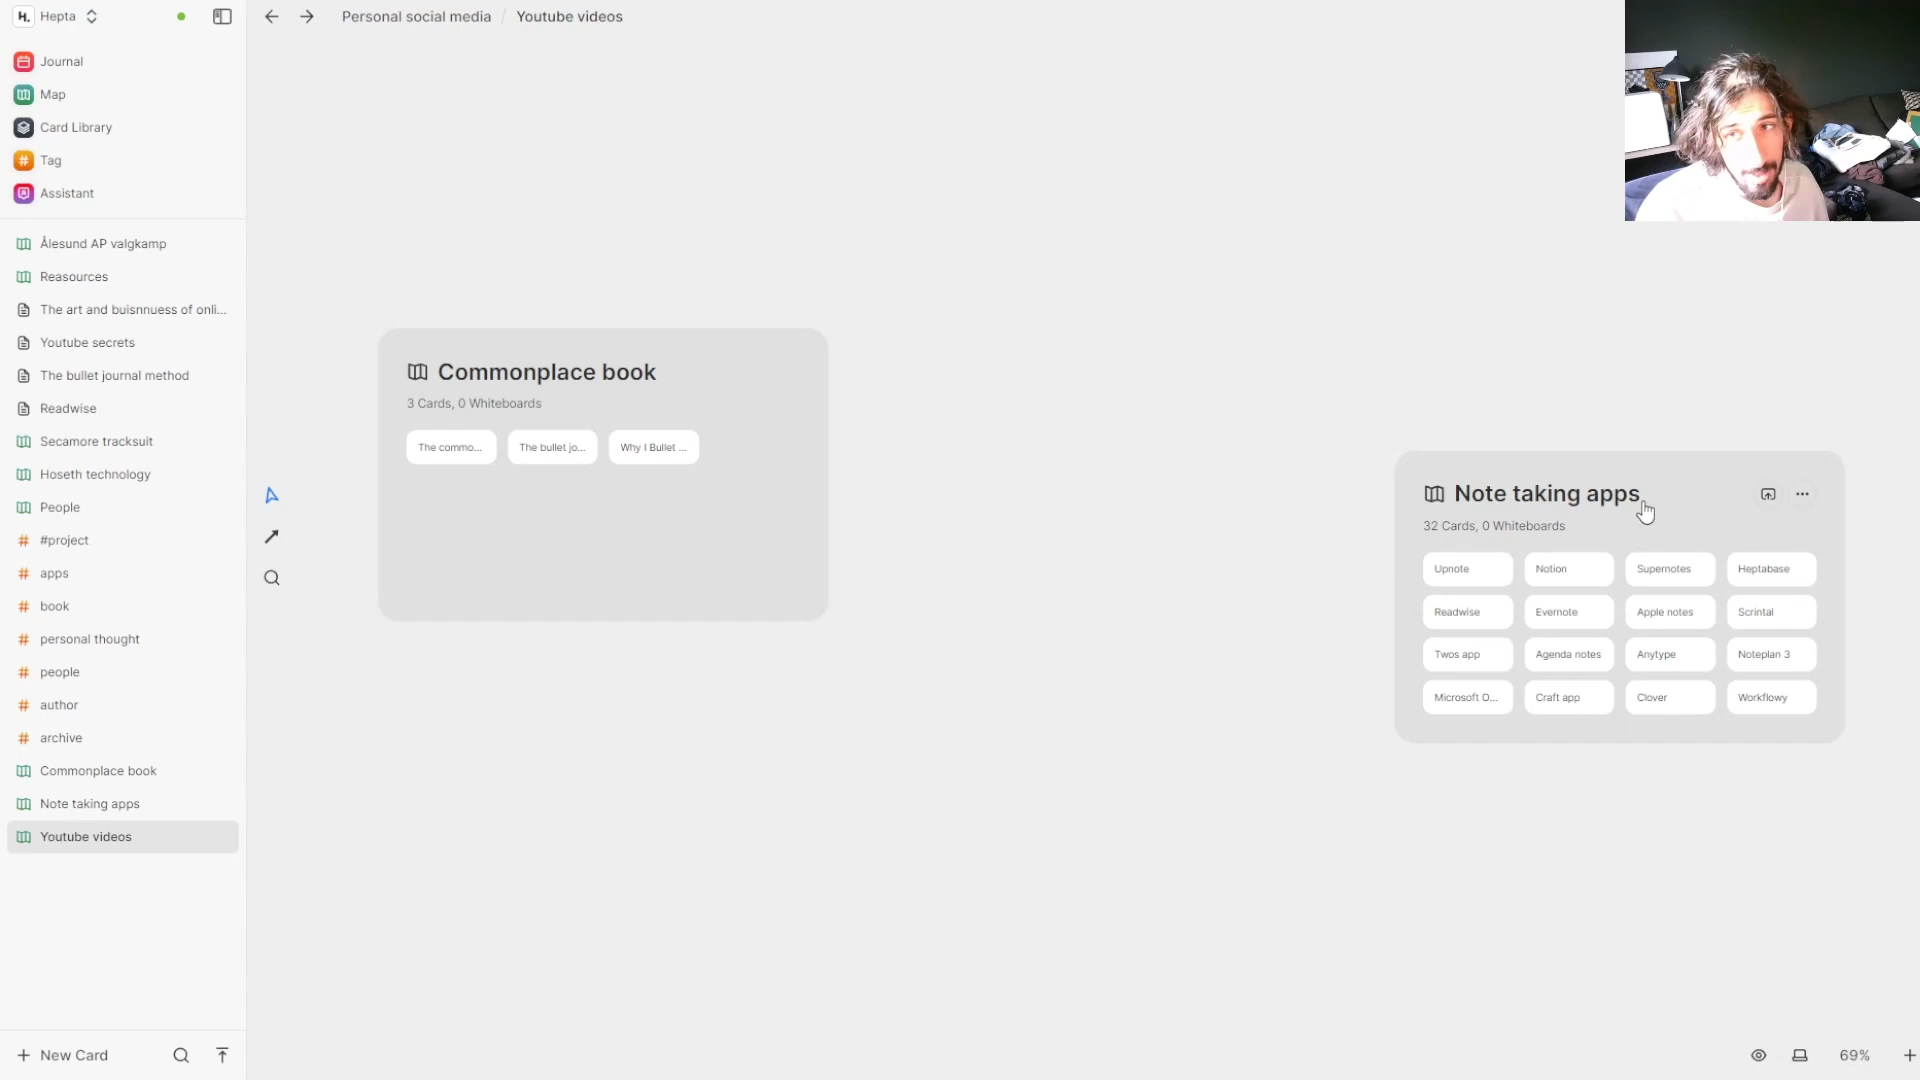 H. Hepta
Journal
Map
Card Library
Tag
Assistant
Ålesund AP valgkamp
Reasources
The art and buisnnuess of onli...
Youtube secrets
The bullet journal method
Readwise
Secamore tracksuit
Hoseth technology
People
#project
apps
book
personal thought
people
author
archive
Commonplace book
Note taking apps
Youtube videos
New Card
Personal social media / Youtube videos
Commonplace book
3 Cards, 0 Whiteboards
The commo... The bullet jo... Why I Bullet ...
Note taking apps
32 Cards, 0 Whiteboards
Upnote Notion Supernotes Heptabase
Readwise Evernote Apple notes Scrintal
Twos app Agenda notes Anytype Noteplan 3
Microsoft O... Craft app Clover Workflowy
69%